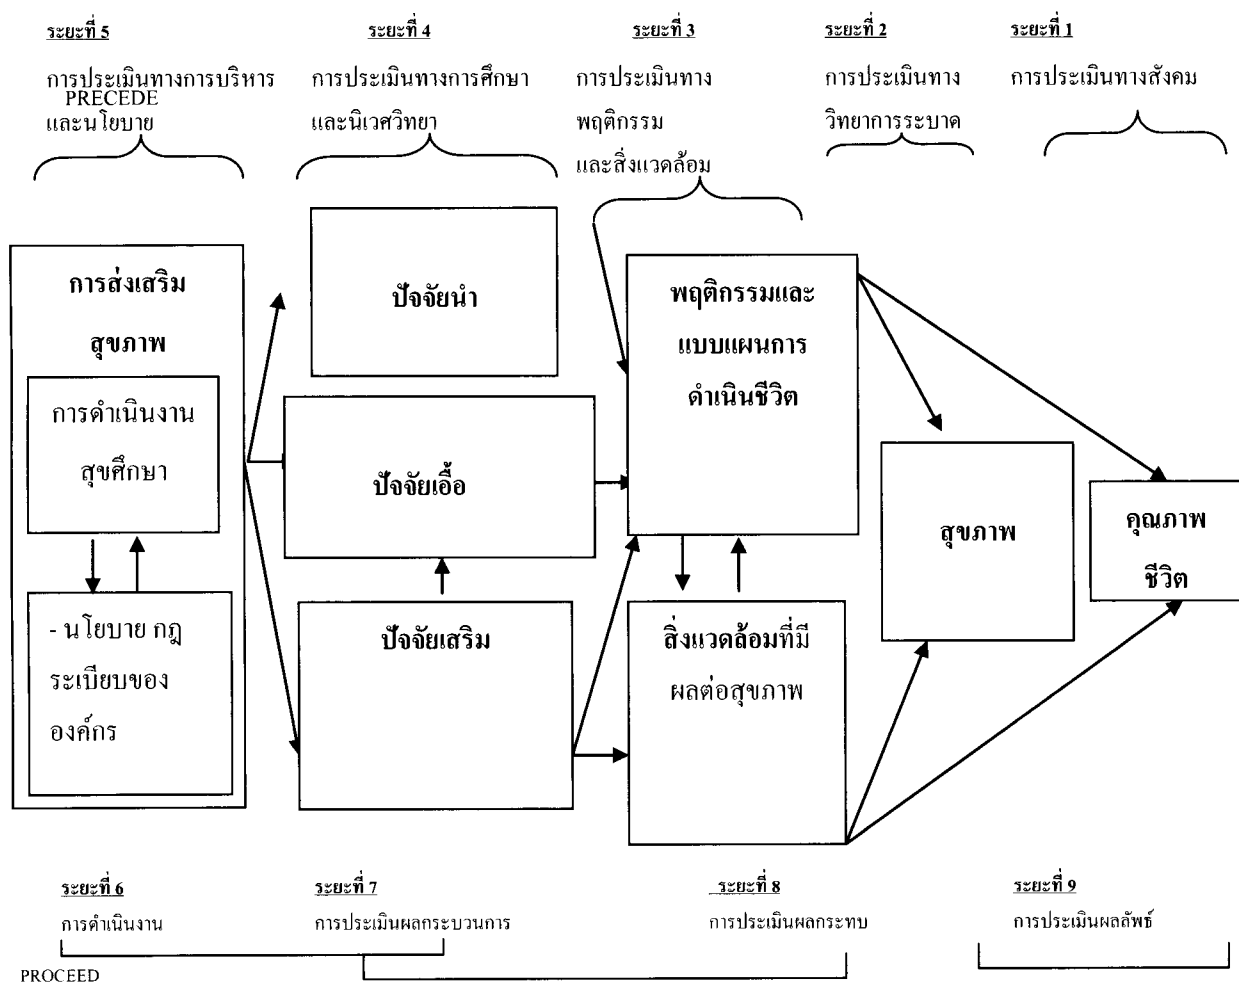 ระยะที่ 5
การประเมินทางการบริหาร
PRECEDE
และนโยบาย
ระยะที่ 4
การประเมินทางการศึกษา
และนิเวศวิทยา
ระยะที่ 3
การประเมินทาง
พฤติกรรม
และสิ่งแวดล้อม
ระยะที่ 2
การประเมินทาง
วิทยาการระบาด
ระยะที่ 1
การประเมินทางสังคม
การส่งเสริม
สุขภาพ
การดำเนินงาน
สุขศึกษา
- นโยบาย กฎ
ระเบียบของ
องค์กร
ปัจจัยนำ
ปัจจัยเอื้อ
ปัจจัยเสริม
พฤติกรรมและ
แบบแผนการ
ดำเนินชีวิต
สิ่งแวดล้อมที่มี
ผลต่อสุขภาพ
สุขภาพ
คุณภาพ
ชีวิต
ระยะที่ 6
การดำเนินงาน
ระยะที่ 7
การประเมินผลกระบวนการ
ระยะที่ 8
การประเมินผลกระทบ
ระยะที่ 9
การประเมินผลลัพธ์
PROCEED